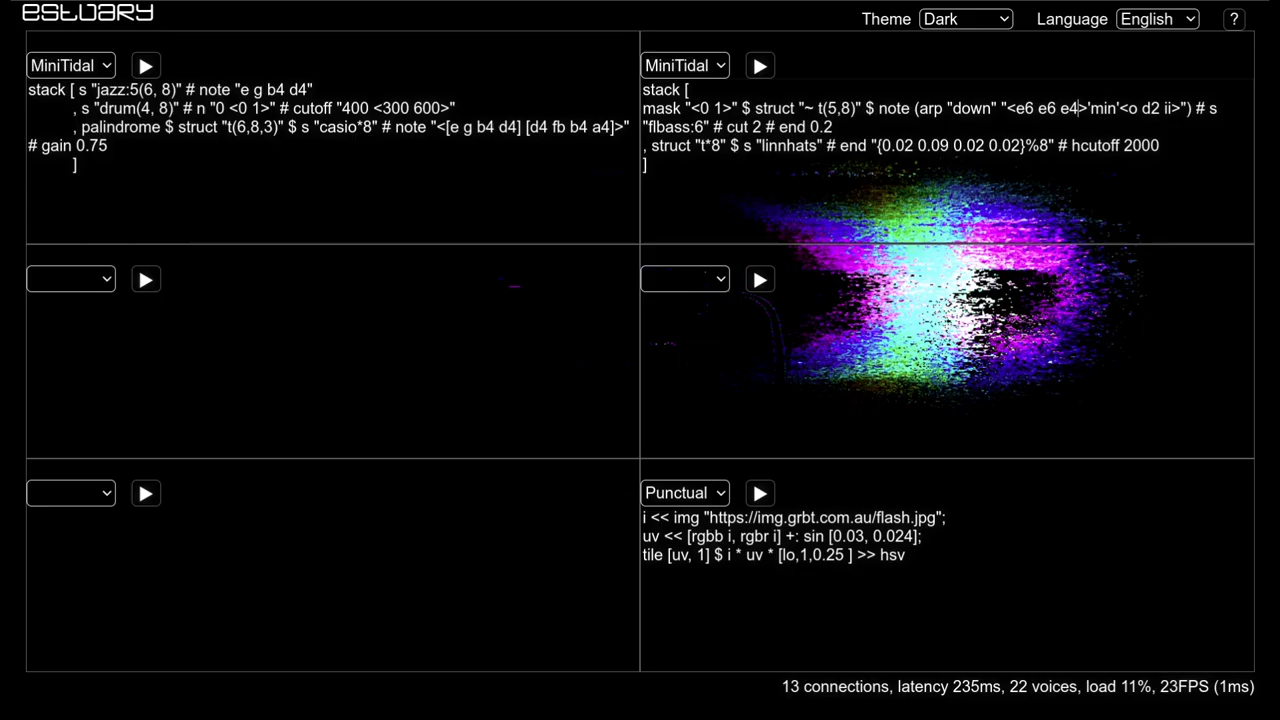 estuary
Theme Dark Language English ?
MiniTidal
stack [ s "jazz:5(6, 8)" # note "e g b4 d4"
, s "drum(4, 8)" # n "0 <0 1>" # cutoff "400 <300 600>"
, palindrome $ struct "t(6,8,3)" $ s "casio*8" # note "<[e g b4 d4] [d4 fb b4 a4]>"
# gain 0.75
]
MiniTidal
stack [
mask "<0 1>" $ struct "~ t(5,8)" $ note (arp "down" "<e6 e6 e4>'min'<o d2 ii>") # s
"flbass:6" # cut 2 # end 0.2
, struct "t*8" $ s "linnhats" # end "{0.02 0.09 0.02 0.02}%8" # hcutoff 2000
]
Punctual
i << img "https://img.grbt.com.au/flash.jpg";
uv << [rgbb i, rgbr i] +: sin [0.03, 0.024];
tile [uv, 1] $ i * uv * [lo,1,0.25 ] >> hsv
13 connections, latency 235ms, 22 voices, load 11%, 23FPS (1ms)